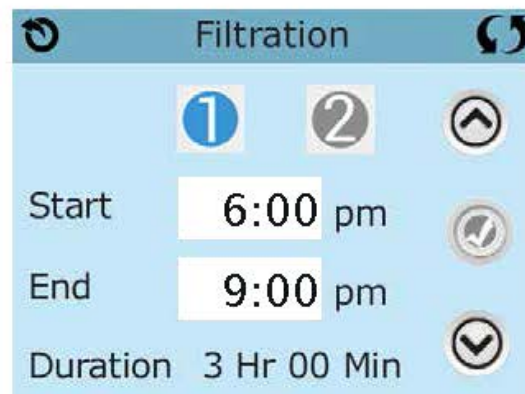 Filtration
1 2
Start 6:00 pm
End 9:00 pm
Duration 3 Hr 00 Min